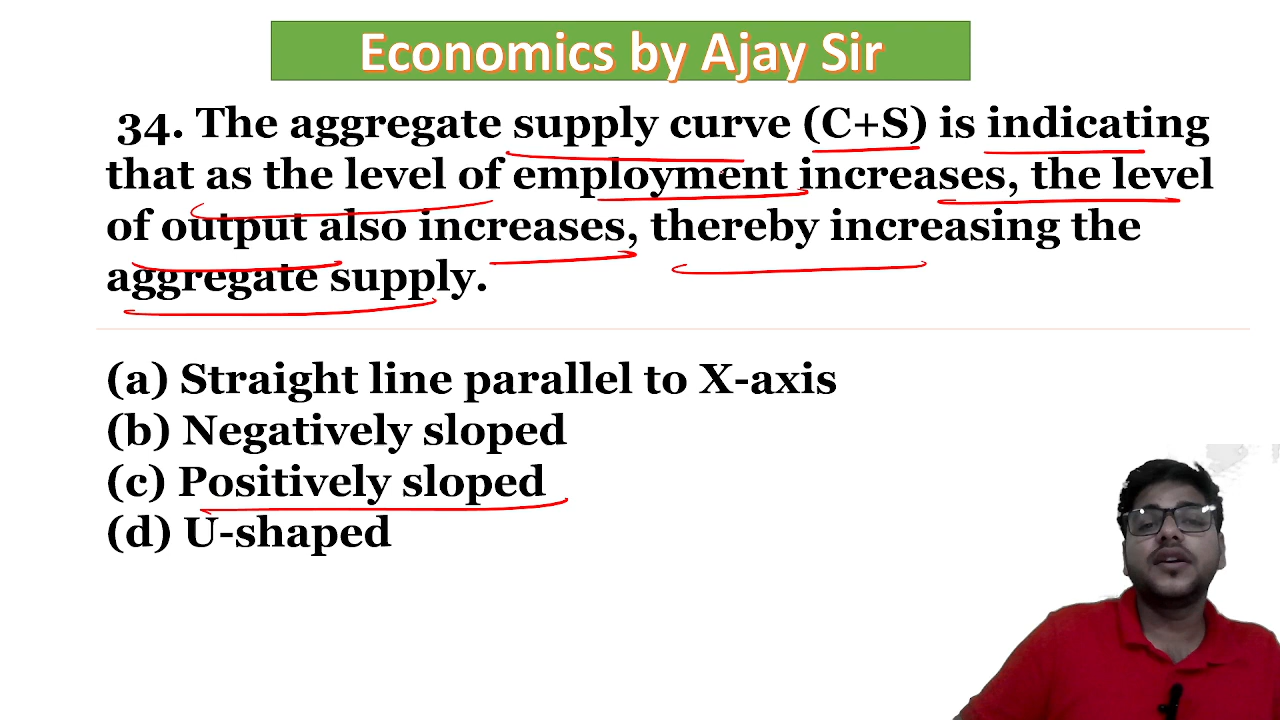 Economics by Ajay Sir
34. The aggregate supply curve (C+S) is indicating
that as the level of employment increases, the level
of output also increases, thereby increasing the
aggregate supply.
(a) Straight line parallel to X-axis
(b) Negatively sloped
(c) Positively sloped
(d) U-shaped